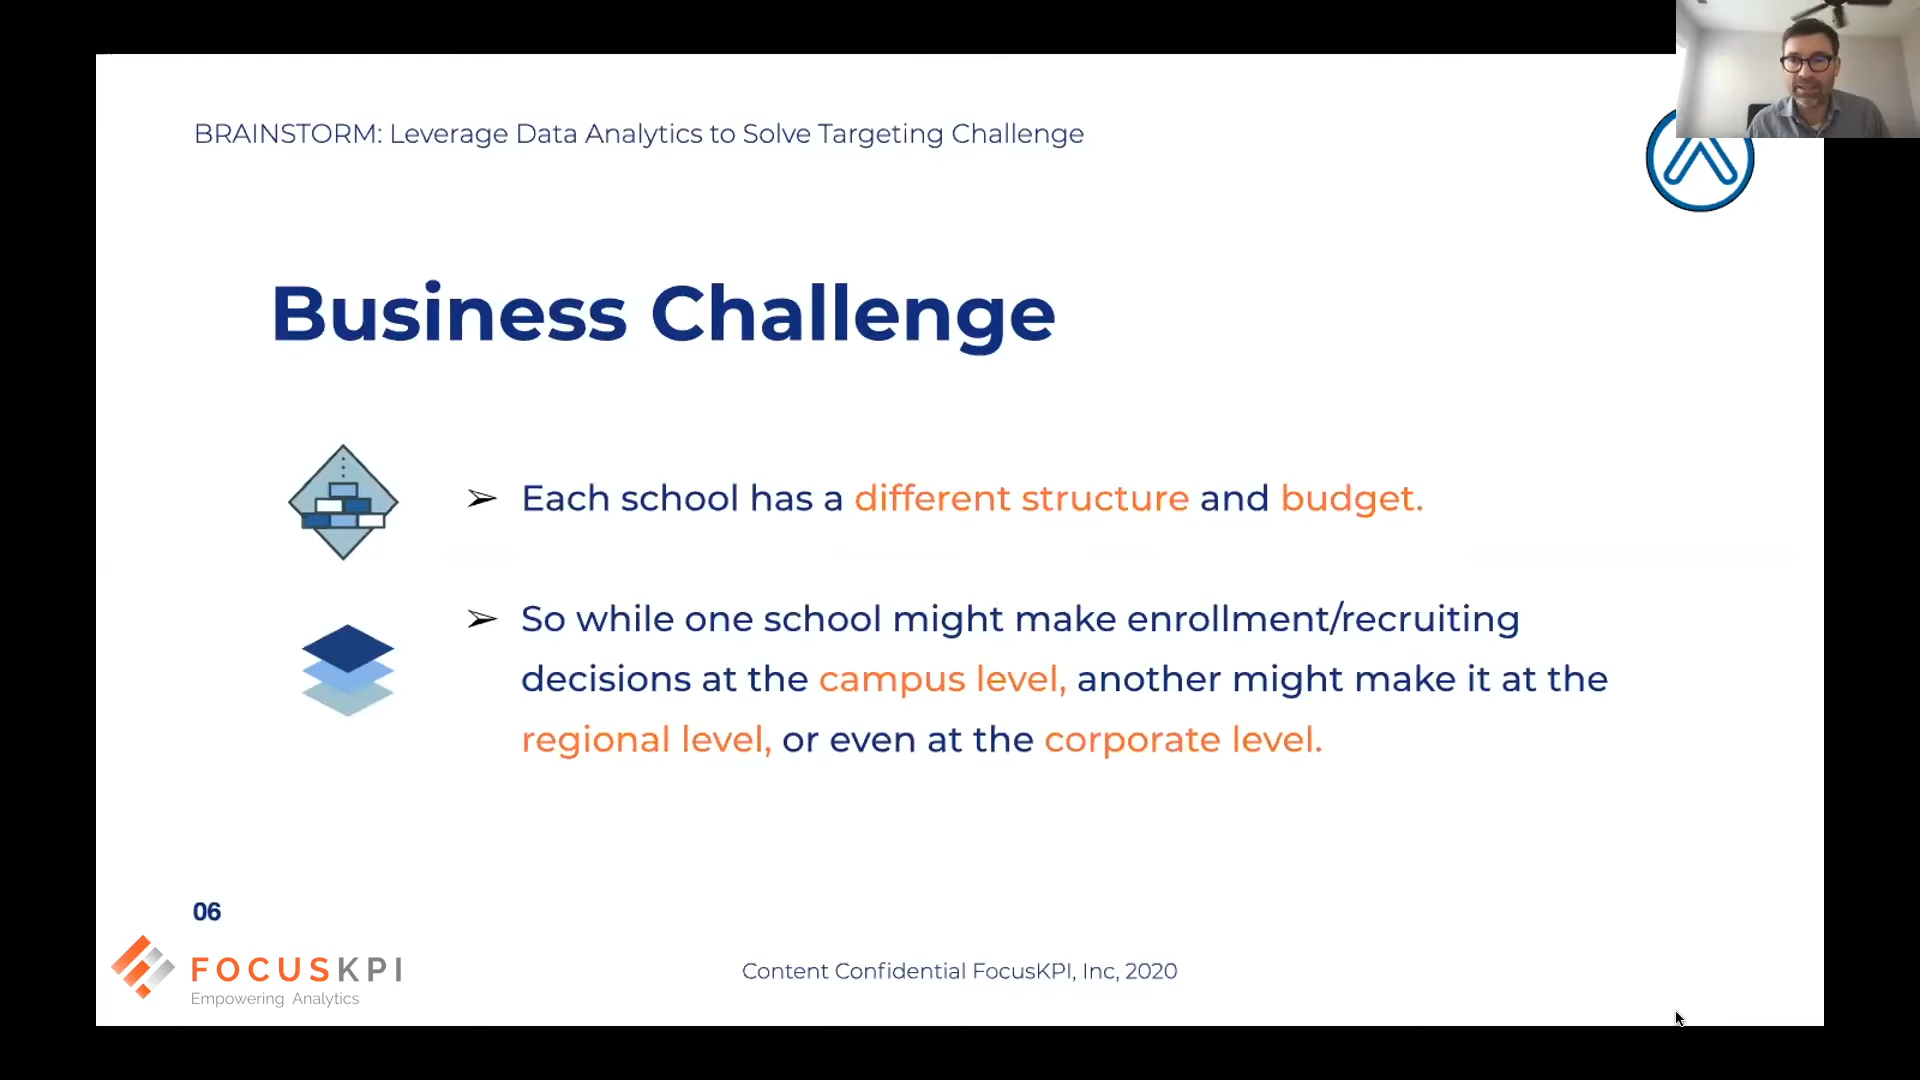 BRAINSTORM: Leverage Data Analytics to Solve Targeting Challenge
Business Challenge
➢ Each school has a different structure and budget.
➢ So while one school might make enrollment/recruiting
decisions at the campus level, another might make it at the
regional level, or even at the corporate level.
06
FOCUSKPI
Empowering Analytics
Content Confidential FocusKPI, Inc, 2020